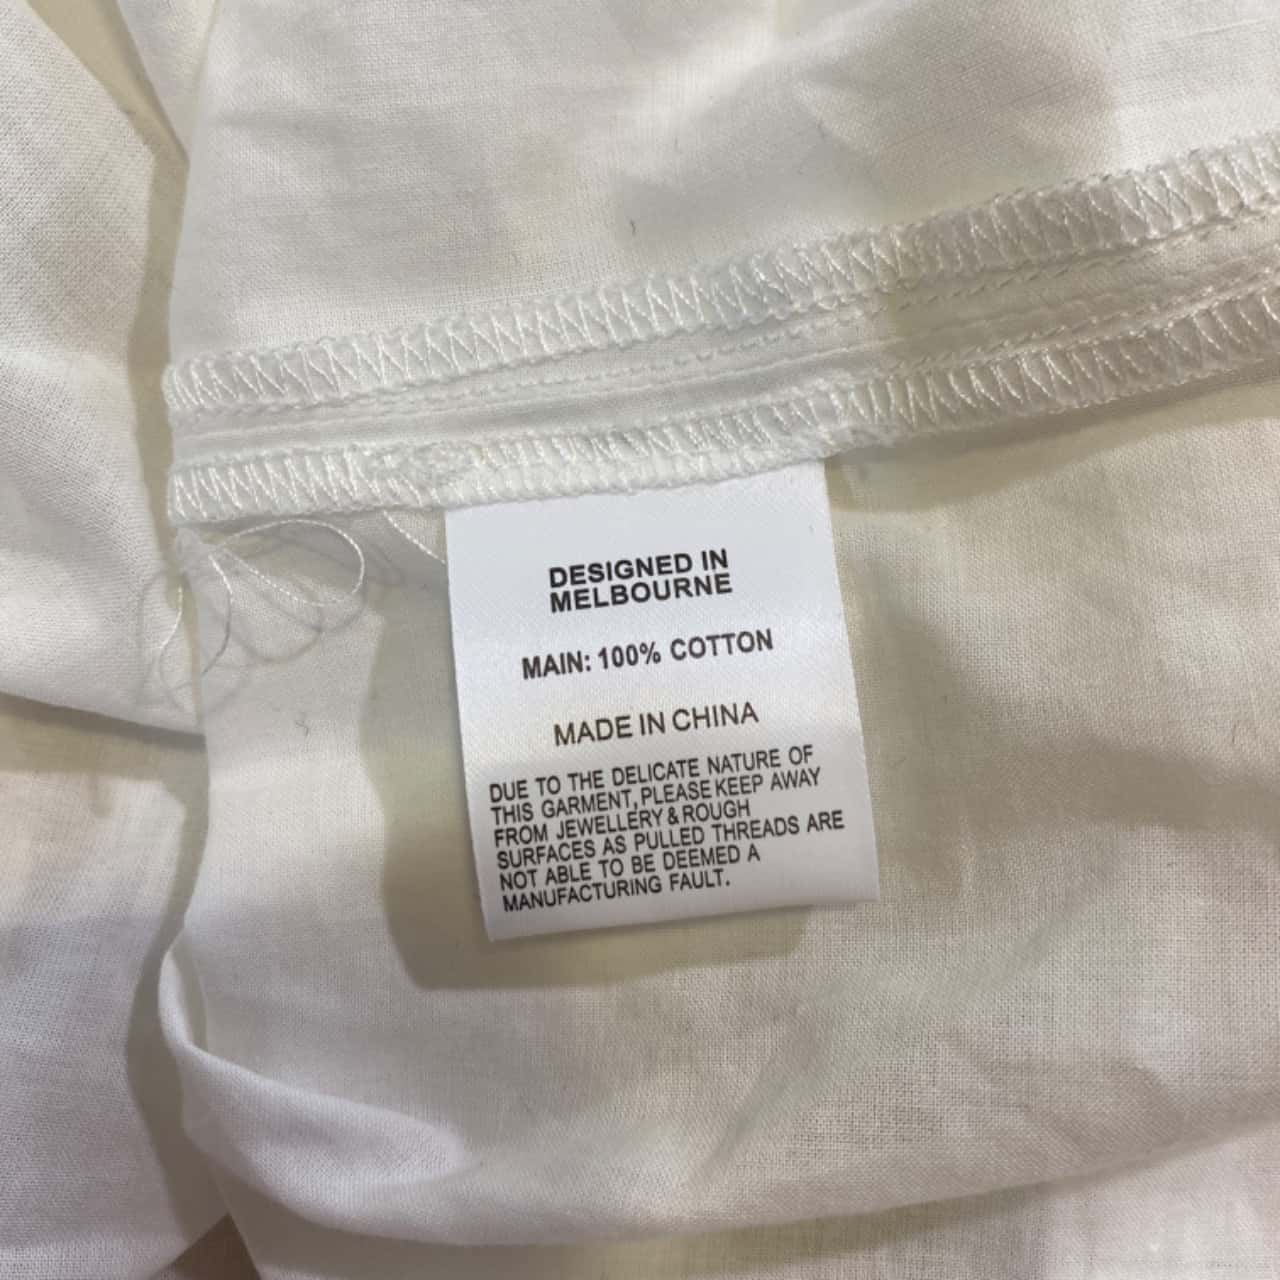 DESIGNED IN
MELBOURNE
MAIN: 100% COTTON
MADE IN CHINA
DUE TO THE DELICATE NATURE OF
THIS GARMENT,PLEASE KEEP AWAY
FROM JEWELLERY & ROUGH
SURFACES AS PULLED THREADS ARE
NOT ABLE TO BE DEEMED A
MANUFACTURING FAULT.